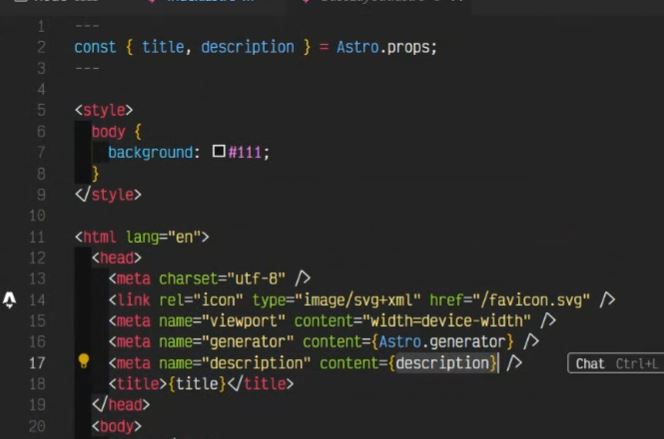 1 ---
2 const { title, description } = Astro.props;
3 ---
4
5 <style>
6 body {
7 background: #111;
8 }
9 </style>
10
11 <html lang="en">
12 <head>
13 <meta charset="utf-8" />
14 <link rel="icon" type="image/svg+xml" href="/favicon.svg" />
15 <meta name="viewport" content="width=device-width" />
16 <meta name="generator" content={Astro.generator} />
17 <meta name="description" content={description} /> Chat Ctrl+L
18 <title>{title}</title>
19 </head>
20 <body>